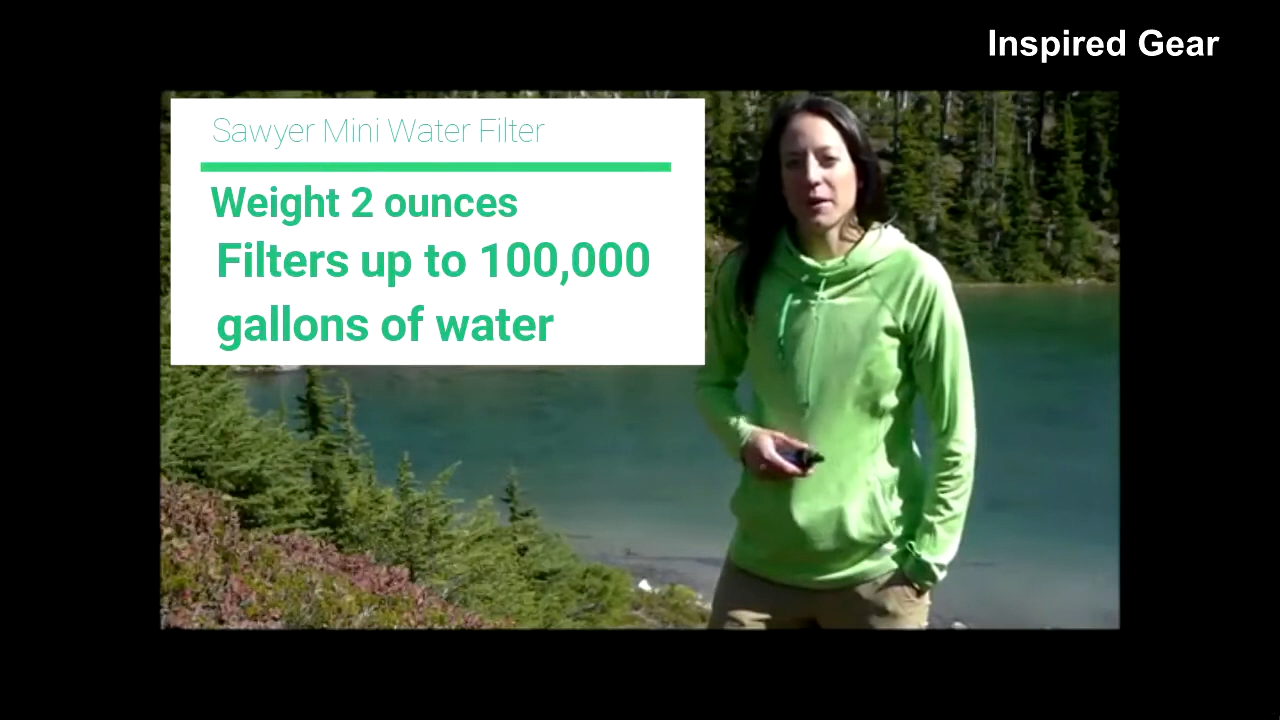 Inspired Gear
Sawyer Mini Water Filter
Weight 2 ounces
Filters up to 100,000
gallons of water